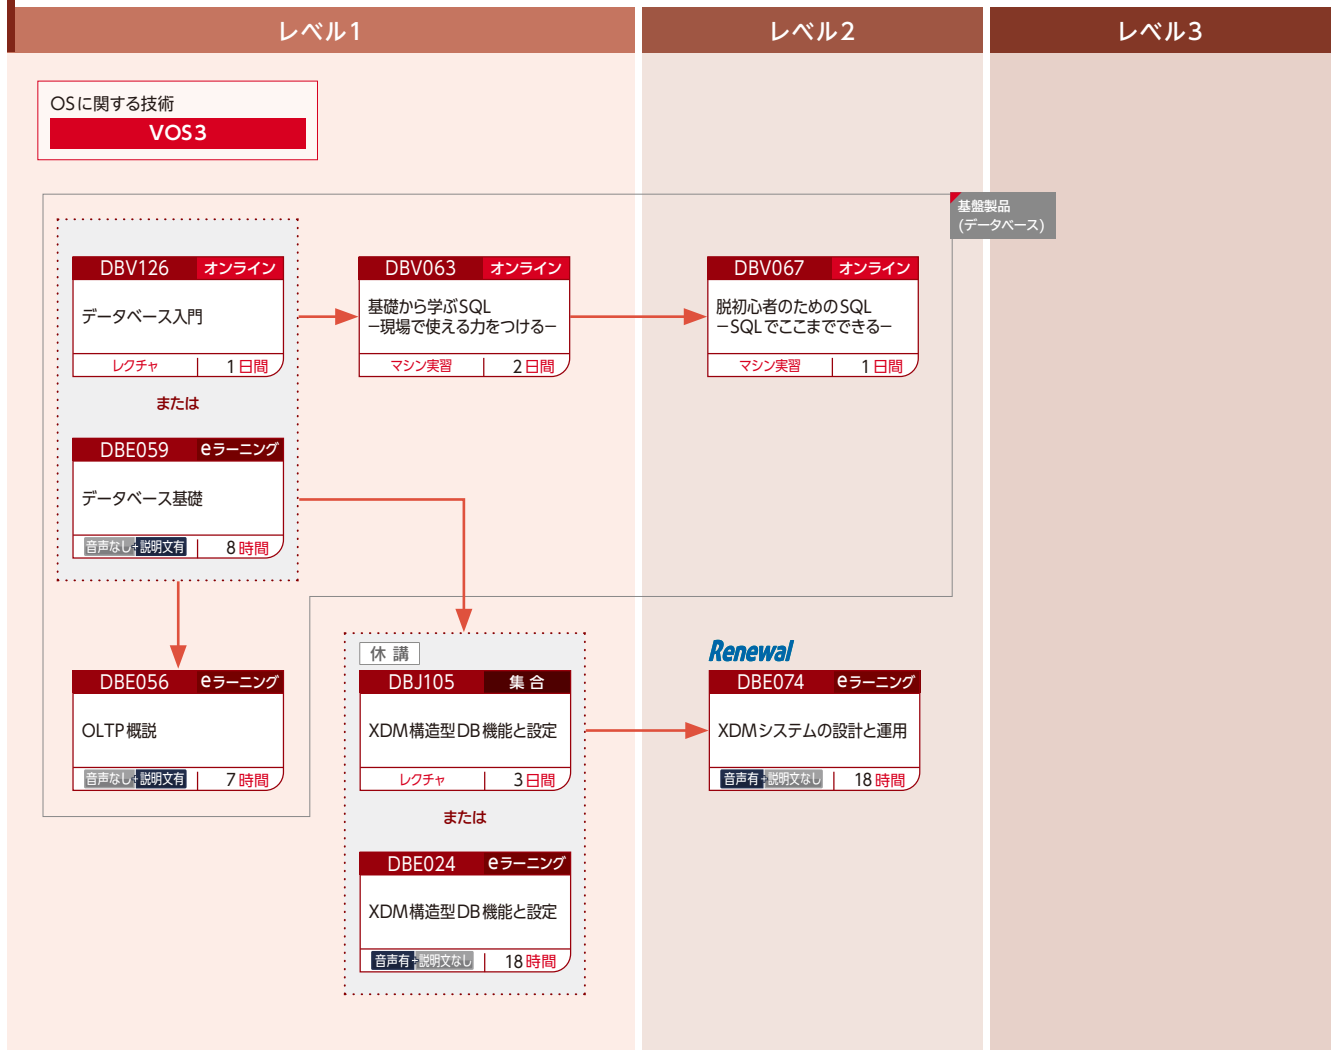 レベル1
レベル2
レベル3
OSに関する技術
VOS3
基盤製品
(データベース)
DBV126 オンライン
データベース入門
レクチャ 1日間
または
DBE059 eラーニング
データベース基礎
音声なし+説明文有 8時間
DBV063 オンライン
基礎から学ぶSQL
−現場で使える力をつける−
マシン実習 2日間
DBV067 オンライン
脱初心者のためのSQL
−SQLでここまでできる−
マシン実習 1日間
DBE056 eラーニング
OLTP概説
音声なし+説明文有 7時間
休講
DBJ105 集合
XDM構造型DB機能と設定
レクチャ 3日間
または
DBE024 eラーニング
XDM構造型DB機能と設定
音声有+説明文なし 18時間
Renewal
DBE074 eラーニング
XDMシステムの設計と運用
音声有+説明文なし 18時間